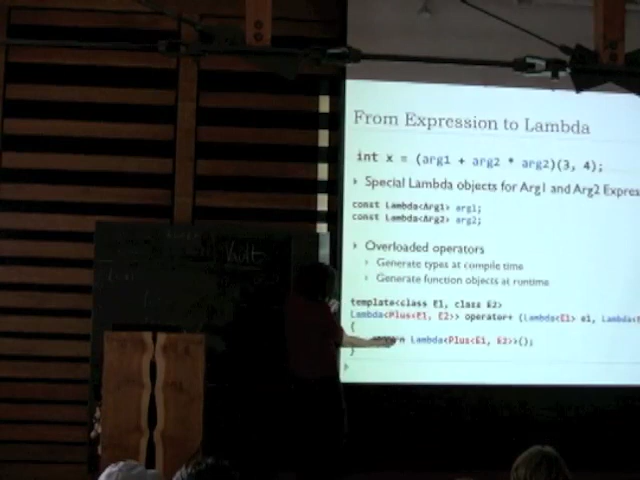 From Expression to Lambda
int x = (arg1 + arg2 * arg2)(3, 4);
Special Lambda objects for Arg1 and Arg2 Expres
const Lambda<Arg1> arg1;
const Lambda<Arg2> arg2;
Overloaded operators
Generate types at compile time
Generate function objects at runtime
template<class E1, class E2>
Lambda<Plus<E1, E2>> operator+ (Lambda<E1> e1, Lambda<E
{
Lambda<Plus<E1, E2>>();
}